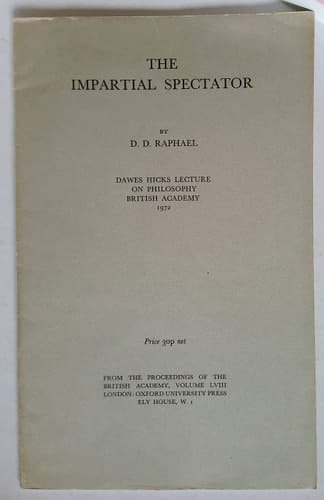 THE
IMPARTIAL SPECTATOR
BY
D. D. RAPHAEL
DAWES HICKS LECTURE
ON PHILOSOPHY
BRITISH ACADEMY
1972
Price 30p net
FROM THE PROCEEDINGS OF THE
BRITISH ACADEMY, VOLUME LVIII
LONDON: OXFORD UNIVERSITY PRESS
ELY HOUSE, W. 1